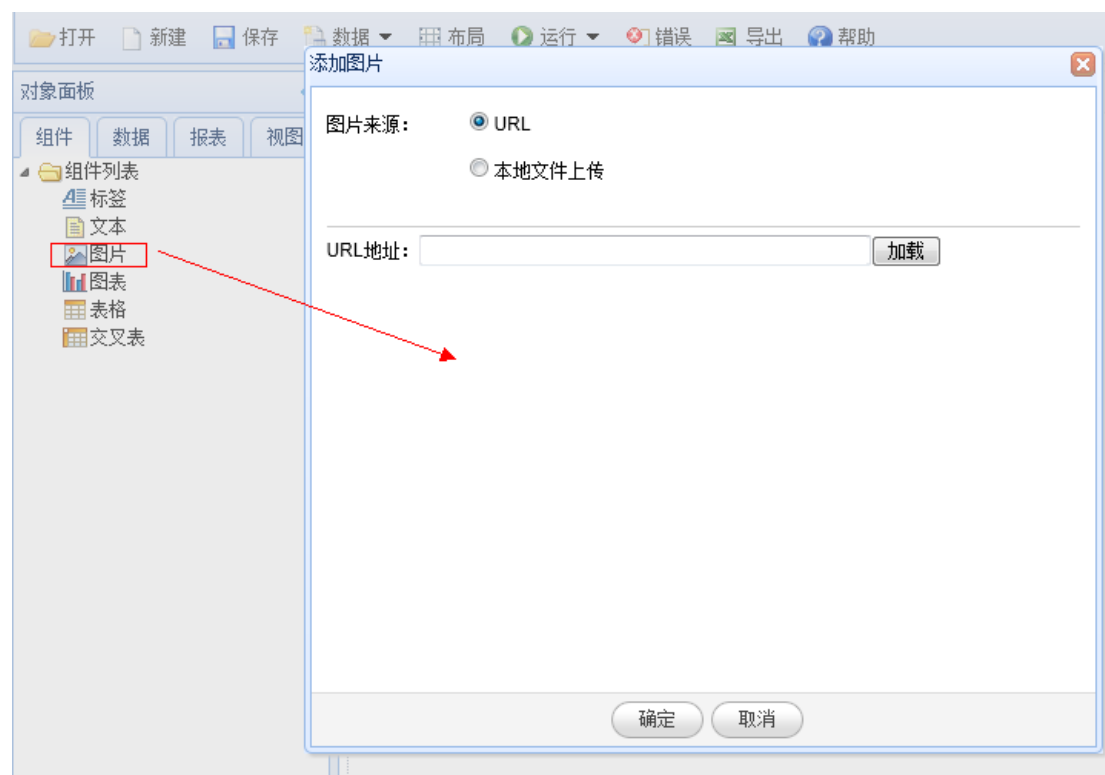 打开 新建 保存 数据 布局 运行 错误 导出 帮助
添加图片
对象面板
组件 数据 报表 视图
图片来源： URL
本地文件上传
组件列表
标签
文本
图片
图表
表格
交叉表
URL地址： 加载
确定 取消